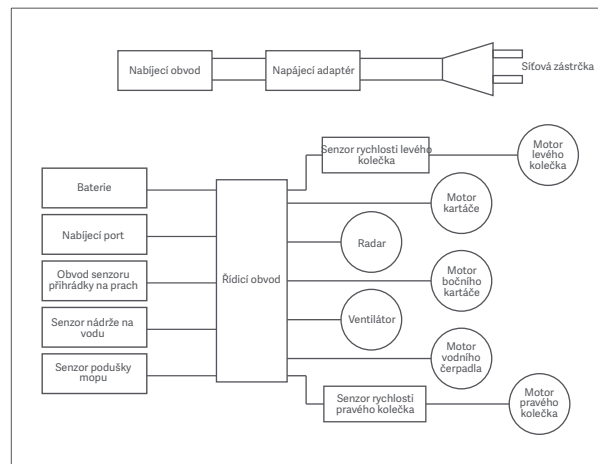 Nabíjecí obvod
Napájecí adaptér
Síťová zástrčka
Senzor rychlosti levého
kolečka
Motor
levého
kolečka
Baterie
Motor
kartáče
Nabíjecí port
Radar
Obvod senzoru
přihrádky na prach
Řídicí obvod
Motor
bočního
kartáče
Senzor nádrže na
vodu
Ventilátor
Senzor podušky
mopu
Motor
vodního
čerpadla
Senzor rychlosti
pravého kolečka
Motor
pravého
kolečka